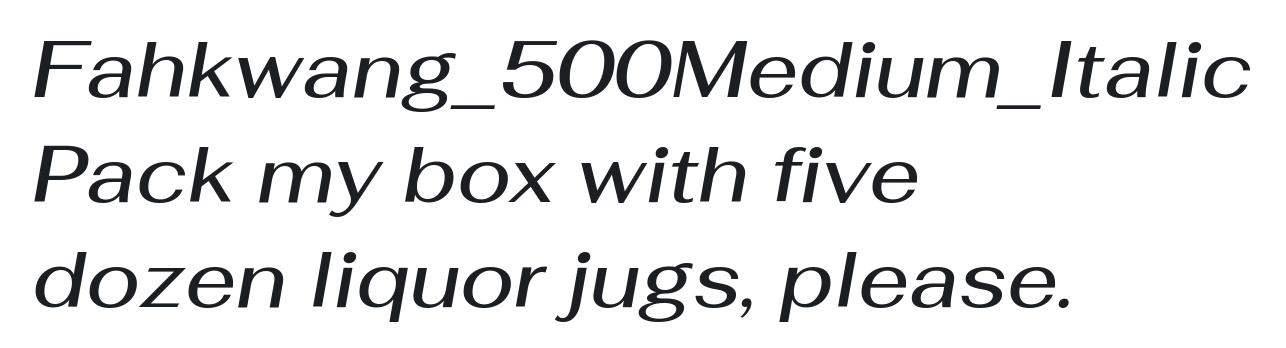 Fahkwang_500Medium_Italic
Pack my box with five
dozen liquor jugs, please.